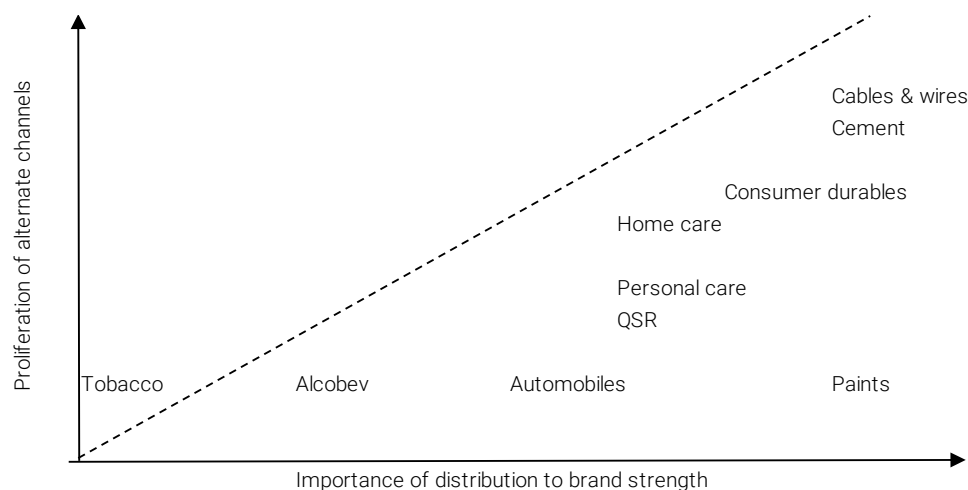 Proliferation of alternate channels
Cables & wires
Cement
Consumer durables
Home care
Personal care
QSR
Tobacco
Alcobev
Automobiles
Paints
Importance of distribution to brand strength